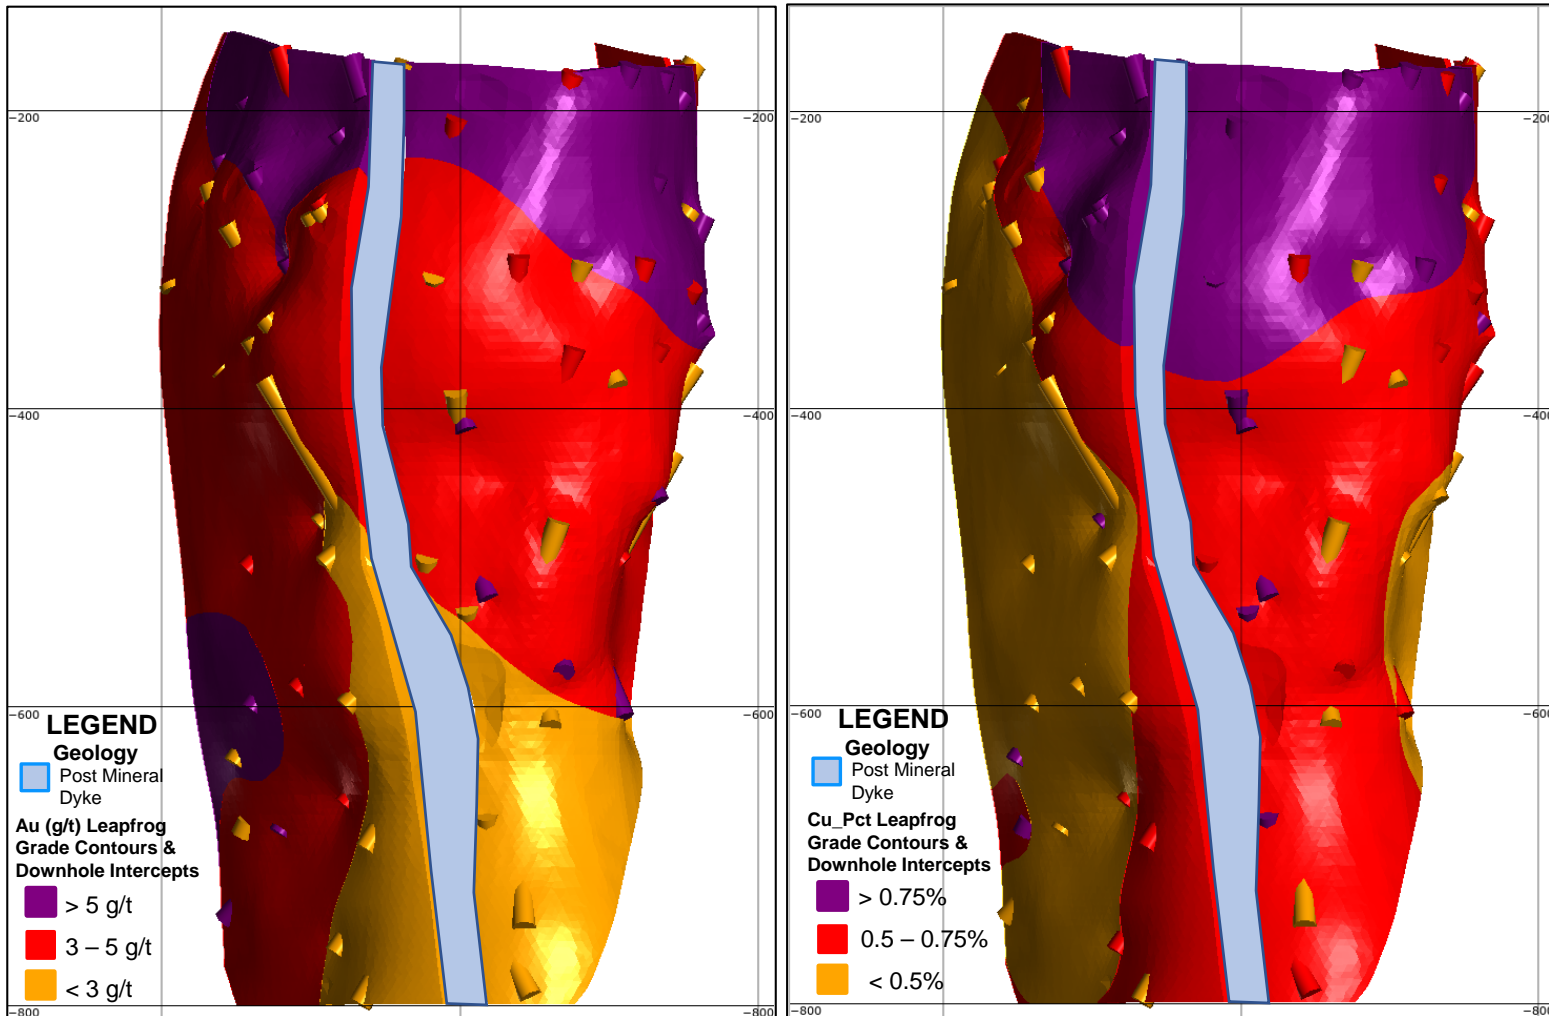 −200
−200
−400
−400
−600
−600
−800
−800
LEGEND
Geology
Post Mineral
Dyke
Au (g/t) Leapfrog
Grade Contours &
Downhole Intercepts
> 5 g/t
3 – 5 g/t
< 3 g/t
−200
−200
−400
−400
−600
−600
−800
−800
LEGEND
Geology
Post Mineral
Dyke
Cu_Pct Leapfrog
Grade Contours &
Downhole Intercepts
> 0.75%
0.5 – 0.75%
< 0.5%